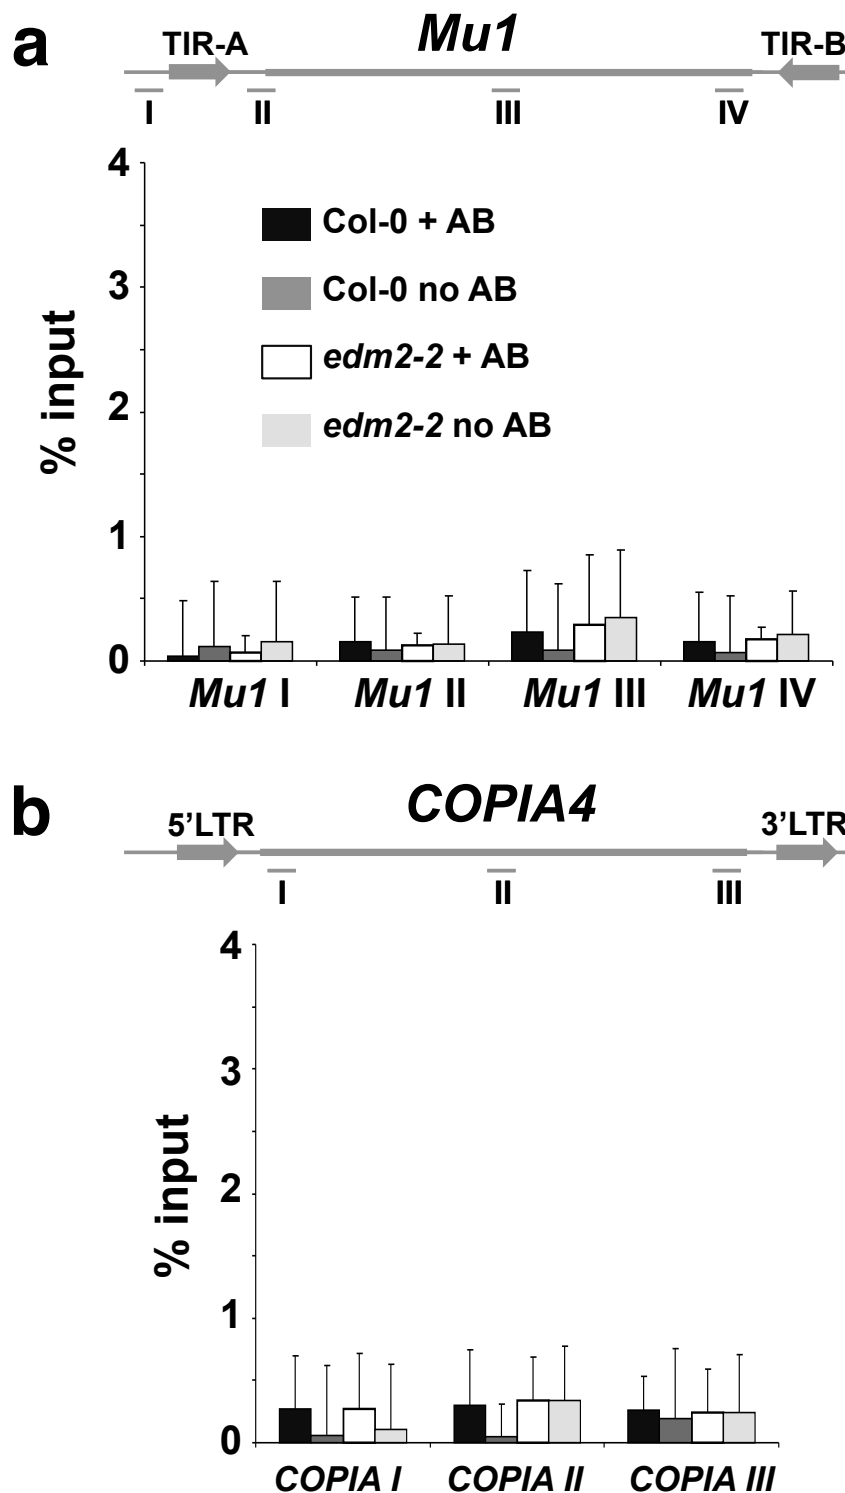 a
Mu1
TIR-A
TIR-B
I
II
III
IV
% input
4
3
2
1
0
Col-0 + AB
Col-0 no AB
edm2-2 + AB
edm2-2 no AB
Mu1 I
Mu1 II
Mu1 III
Mu1 IV
b
COPIA4
5’LTR
3’LTR
I
II
III
% input
4
3
2
1
0
COPIA I
COPIA II
COPIA III